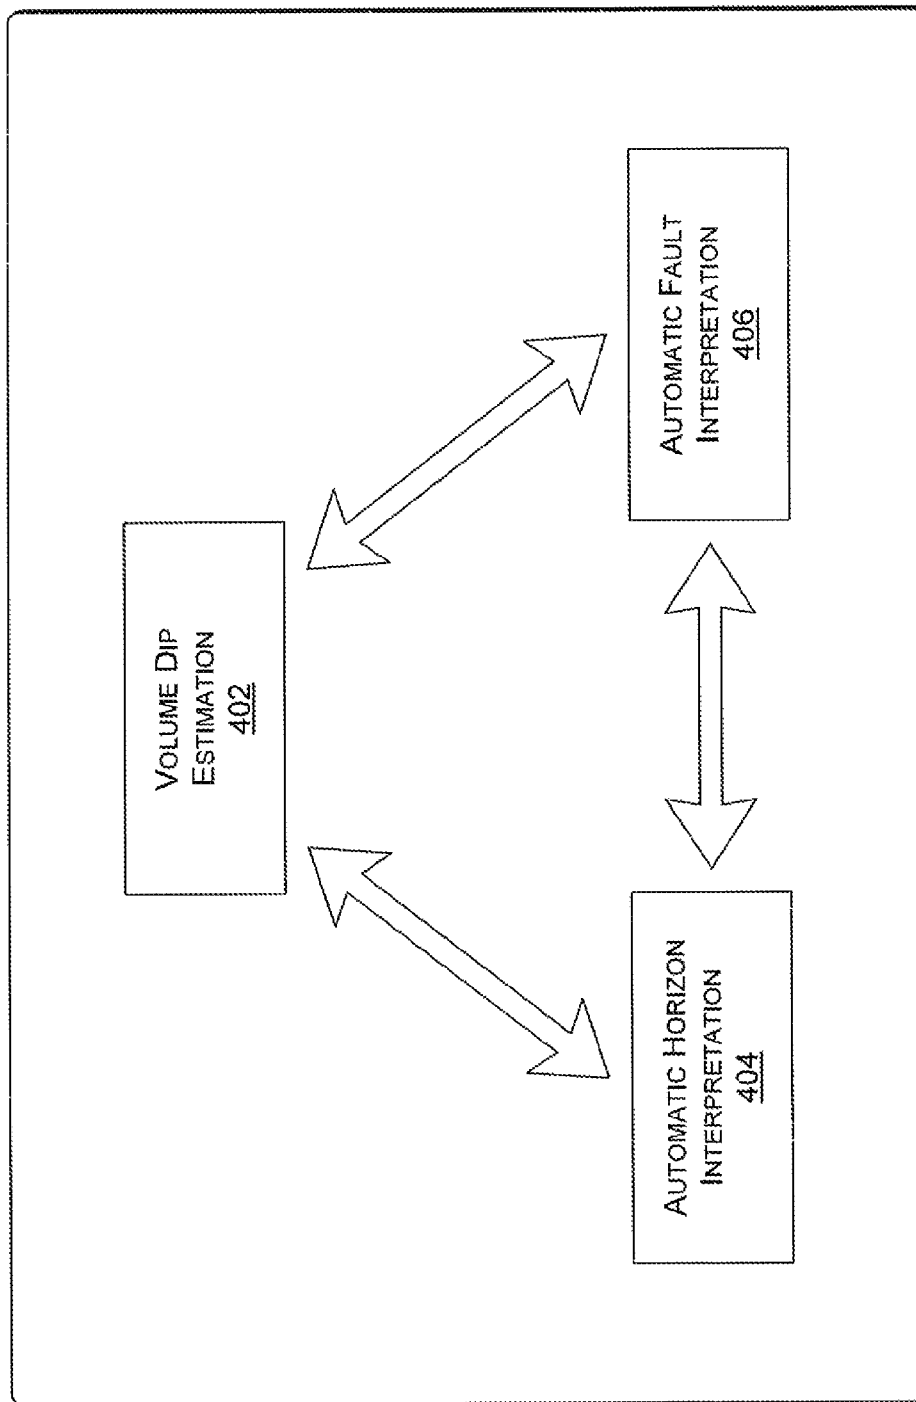 VOLUME DIP
ESTIMATION
402
AUTOMATIC HORIZON
INTERPRETATION
404
AUTOMATIC FAULT
INTERPRETATION
406